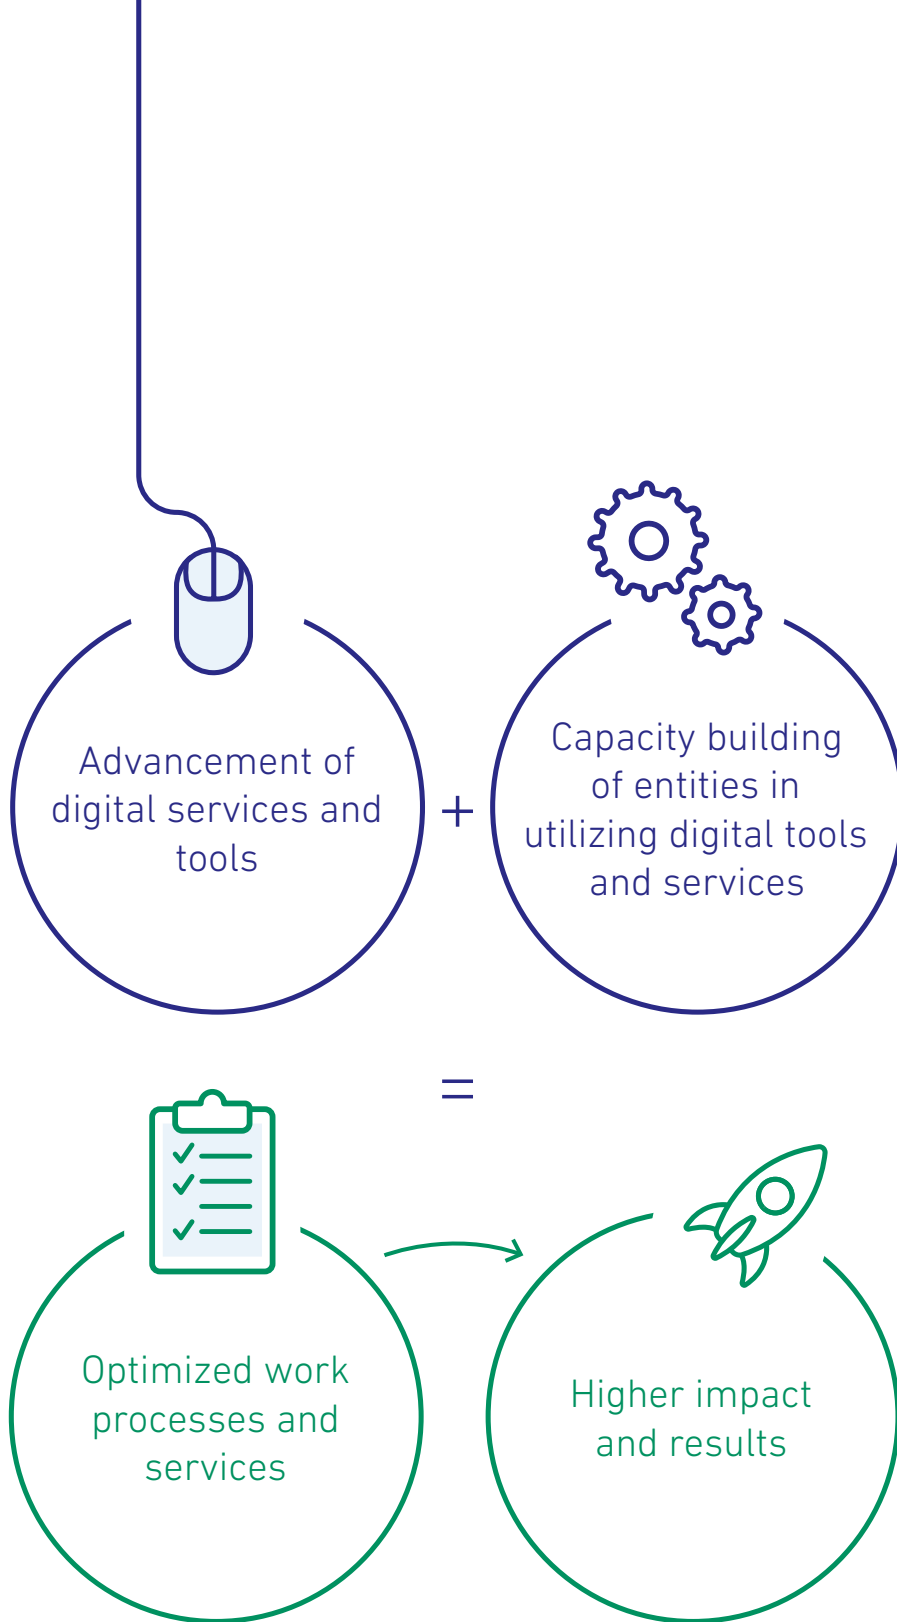 Advancement of
digital services and
tools
+
Capacity building
of entities in
utilizing digital tools
and services
=
Optimized work
processes and
services
Higher impact
and results